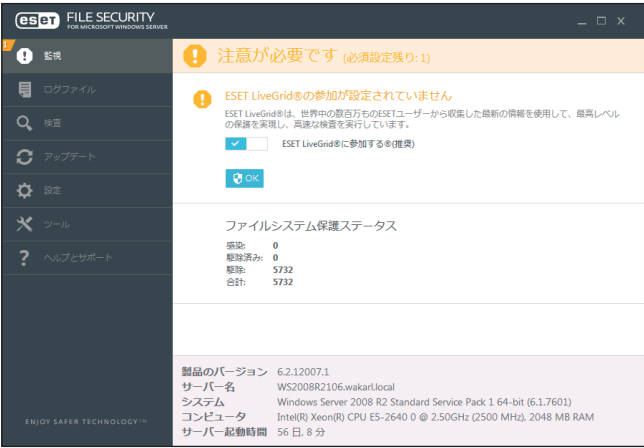 eset FILE SECURITY
FOR MICROSOFT WINDOWS SERVER
1
監視
ログファイル
検査
アップデート
設定
ツール
ヘルプとサポート
ENJOY SAFER TECHNOLOGY™
注意が必要です (必須設定残り: 1)
ESET LiveGrid®の参加が設定されていません
ESET LiveGrid®は、世界中の数百万ものESETユーザーから収集した最新の情報を使用して、最高レベル
の保護を実現し、高速な検査を実行しています。
ESET LiveGridに参加する®(推奨)
OK
ファイルシステム保護ステータス
感染: 0
駆除済み: 0
駆除: 5732
合計: 5732
製品のバージョン 6.2.12007.1
サーバー名 WS2008R2106.wakarl.local
システム Windows Server 2008 R2 Standard Service Pack 1 64-bit (6.1.7601)
コンピュータ Intel(R) Xeon(R) CPU E5-2640 0 @ 2.50GHz (2500 MHz), 2048 MB RAM
サーバー起動時間 56 日, 8 分